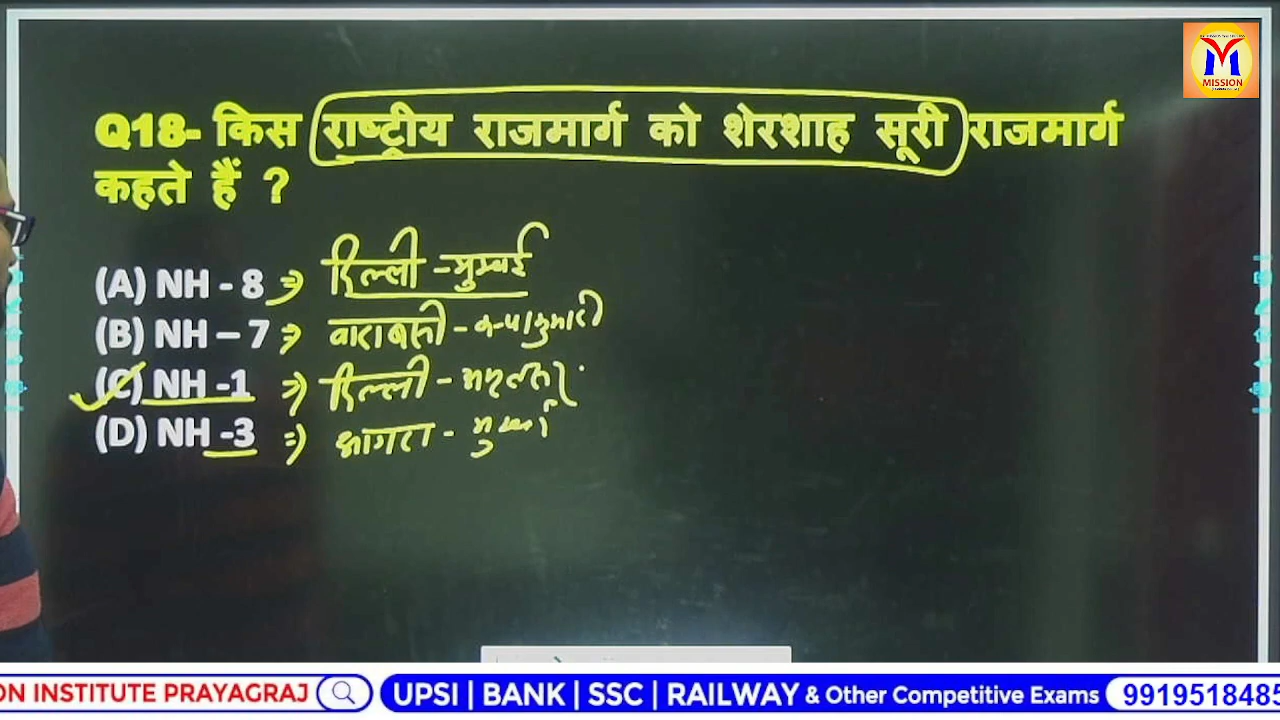 MISSION
Q18- किस राष्ट्रीय राजमार्ग को शेरशाह सूरी राजमार्ग
कहते हैं ?
(A) NH - 8 ⇒ दिल्ली - मुम्बई
(B) NH – 7 ⇒ वाराणसी - कन्याकुमारी
(C) NH -1 ⇒ दिल्ली - अमृतसर
(D) NH -3 ⇒ आगरा - मुम्बई
ON INSTITUTE PRAYAGRAJ UPSI | BANK | SSC | RAILWAY & Other Competitive Exams 9919518485